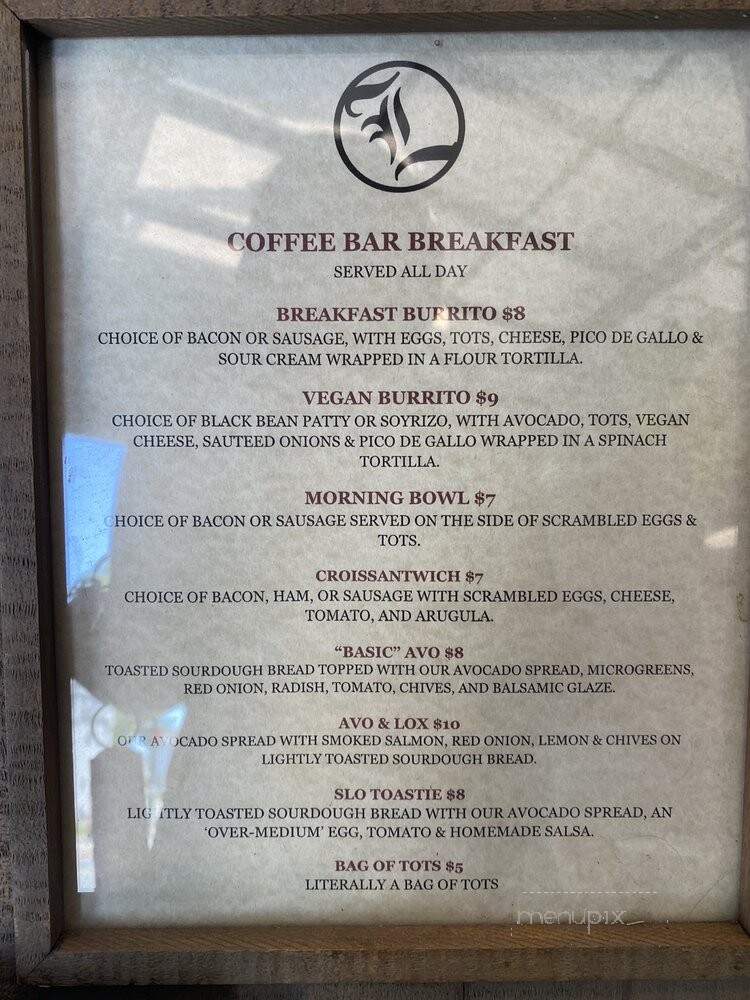 L
COFFEE BAR BREAKFAST
SERVED ALL DAY
BREAKFAST BURRITO $8
CHOICE OF BACON OR SAUSAGE, WITH EGGS, TOTS, CHEESE, PICO DE GALLO &
SOUR CREAM WRAPPED IN A FLOUR TORTILLA.
VEGAN BURRITO $9
CHOICE OF BLACK BEAN PATTY OR SOYRIZO, WITH AVOCADO, TOTS, VEGAN
CHEESE, SAUTEED ONIONS & PICO DE GALLO WRAPPED IN A SPINACH
TORTILLA.
MORNING BOWL $7
CHOICE OF BACON OR SAUSAGE SERVED ON THE SIDE OF SCRAMBLED EGGS &
TOTS.
CROISSANTWICH $7
CHOICE OF BACON, HAM, OR SAUSAGE WITH SCRAMBLED EGGS, CHEESE,
TOMATO, AND ARUGULA.
“BASIC” AVO $8
TOASTED SOURDOUGH BREAD TOPPED WITH OUR AVOCADO SPREAD, MICROGREENS,
RED ONION, RADISH, TOMATO, CHIVES, AND BALSAMIC GLAZE.
AVO & LOX $10
OUR AVOCADO SPREAD WITH SMOKED SALMON, RED ONION, LEMON & CHIVES ON
LIGHTLY TOASTED SOURDOUGH BREAD.
SLO TOASTIE $8
LIGHTLY TOASTED SOURDOUGH BREAD WITH OUR AVOCADO SPREAD, AN
‘OVER-MEDIUM’ EGG, TOMATO & HOMEMADE SALSA.
BAG OF TOTS $5
LITERALLY A BAG OF TOTS
menupix